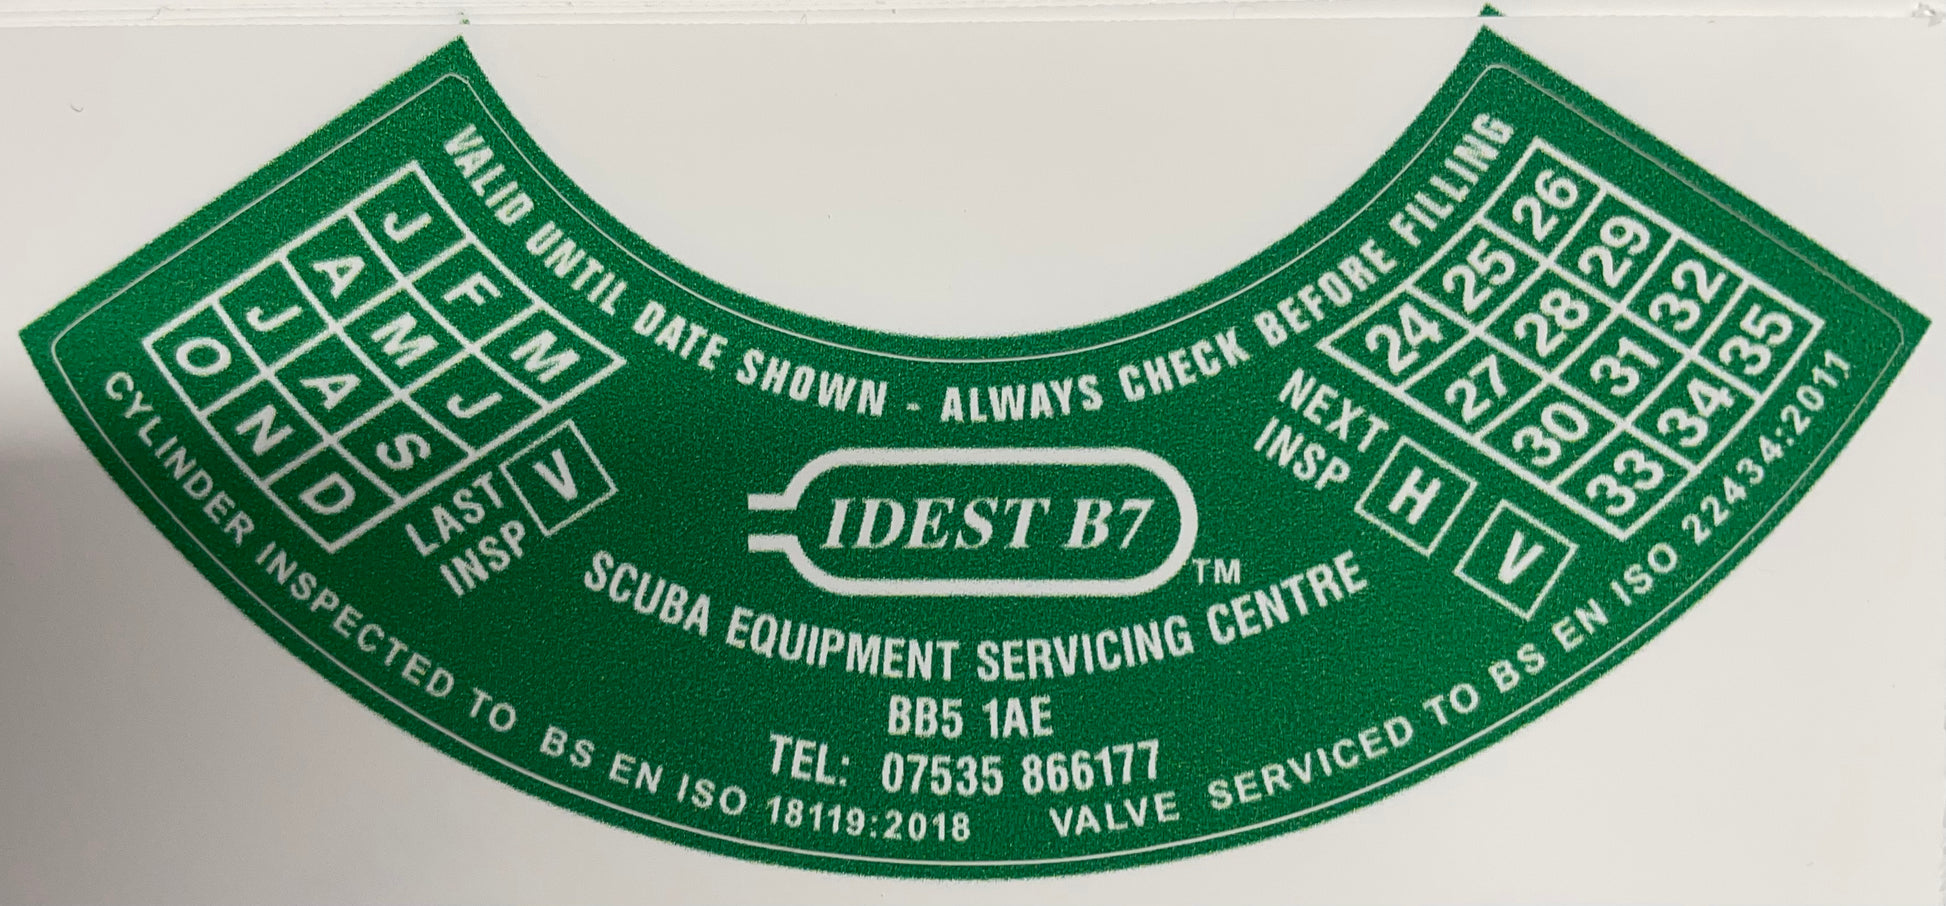 VALID UNTIL DATE SHOWN - ALWAYS CHECK BEFORE FILLING
J F M
A M J
J A S
O N D
LAST
INSP
V
IDEST B7
TM
SCUBA EQUIPMENT SERVICING CENTRE
BB5 1AE
TEL: 07535 866177
24 25 26
27 28 29
30 31 32
33 34 35
NEXT
INSP
H V
CYLINDER INSPECTED TO BS EN ISO 18119:2018 VALVE SERVICED TO BS EN ISO 22434:2011